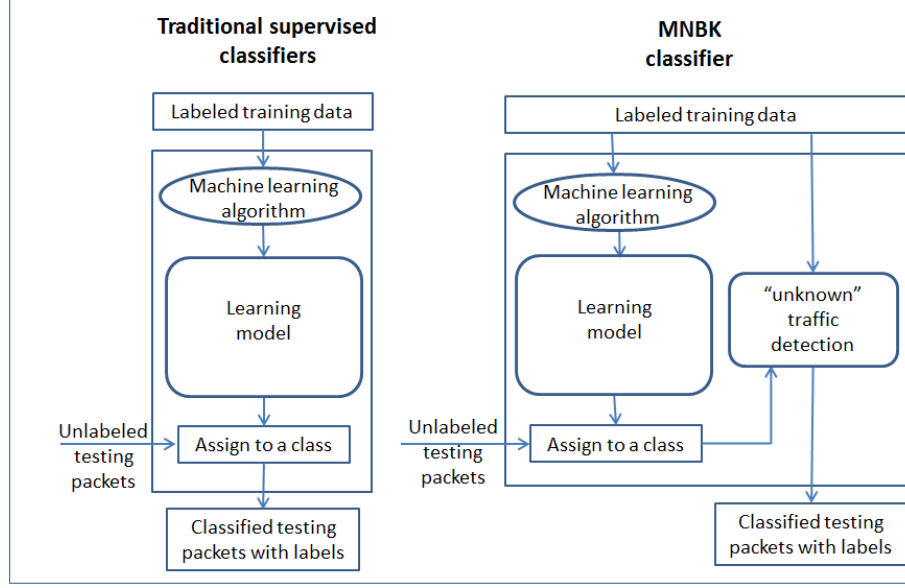 Traditional supervised
classifiers
Labeled training data
Machine learning
algorithm
Learning
model
Unlabeled
testing
packets
Assign to a class
Classified testing
packets with labels
MNBK
classifier
Labeled training data
Machine learning
algorithm
Learning
model
“unknown”
traffic
detection
Unlabeled
testing
packets
Assign to a class
Classified testing
packets with labels